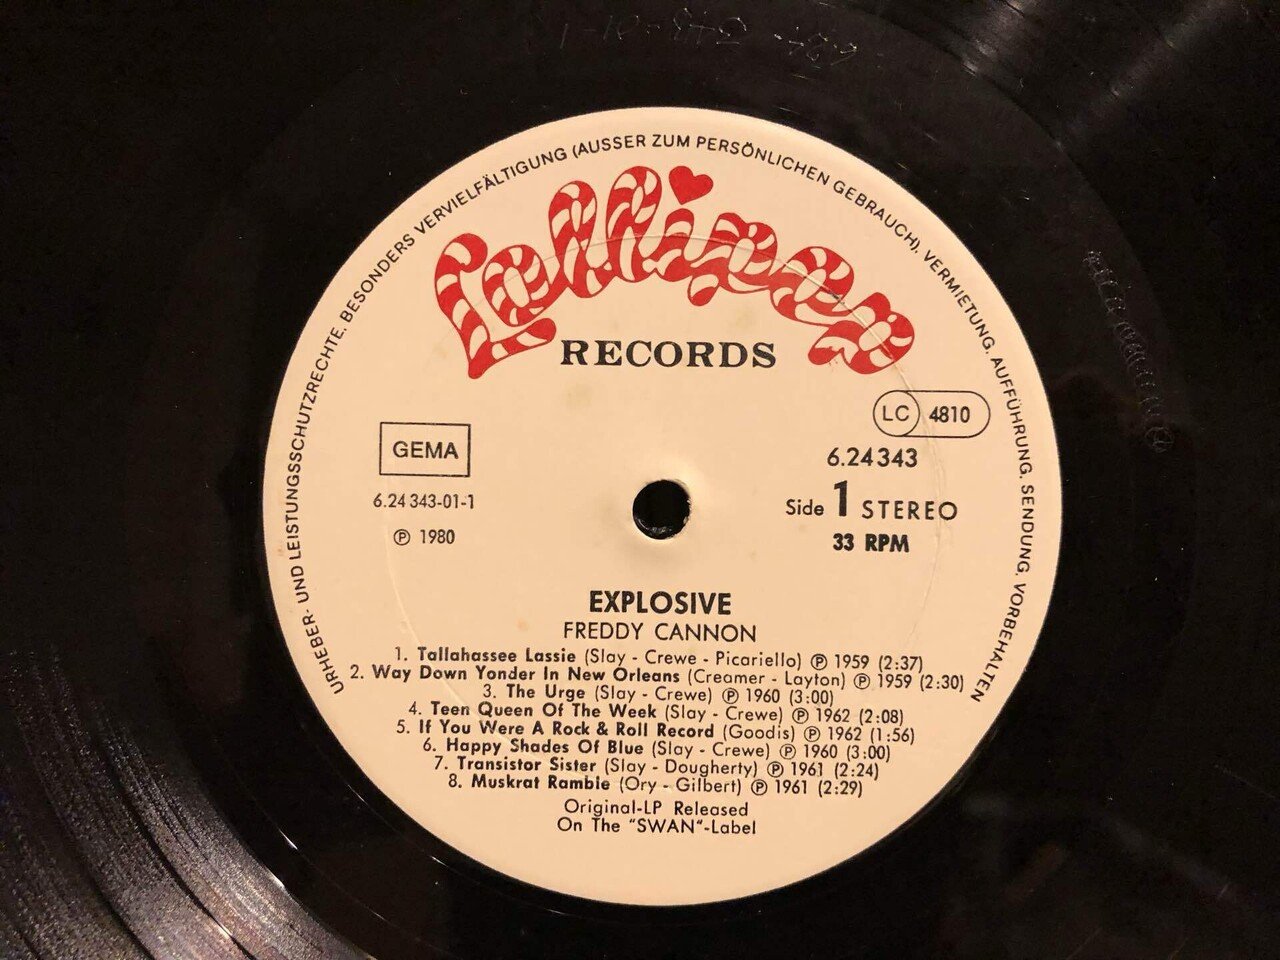 URHEBER- UND LEISTUNGSSCHUTZRECHTE, BESONDERS VERVIELFÄLTIGUNG (AUSSER ZUM PERSÖNLICHEN GEBRAUCH), VERMIETUNG, AUFFÜHRUNG, SENDUNG, VORBEHALTEN
Lollipop
RECORDS
LC 4810
GEMA
6.24343
6.24 343-01-1
Side 1 STEREO
℗ 1980
33 RPM
EXPLOSIVE
FREDDY CANNON
1. Tallahassee Lassie (Slay - Crewe - Picariello) ℗ 1959 (2:37)
2. Way Down Yonder In New Orleans (Creamer - Layton) ℗ 1959 (2:30)
3. The Urge (Slay - Crewe) ℗ 1960 (3:00)
4. Teen Queen Of The Week (Slay - Crewe) ℗ 1962 (2:08)
5. If You Were A Rock & Roll Record (Goodis) ℗ 1962 (1:56)
6. Happy Shades Of Blue (Slay - Crewe) ℗ 1960 (3:00)
7. Transistor Sister (Slay - Dougherty) ℗ 1961 (2:24)
8. Muskrat Ramble (Ory - Gilbert) ℗ 1961 (2:29)
Original-LP Released
On The "SWAN"-Label